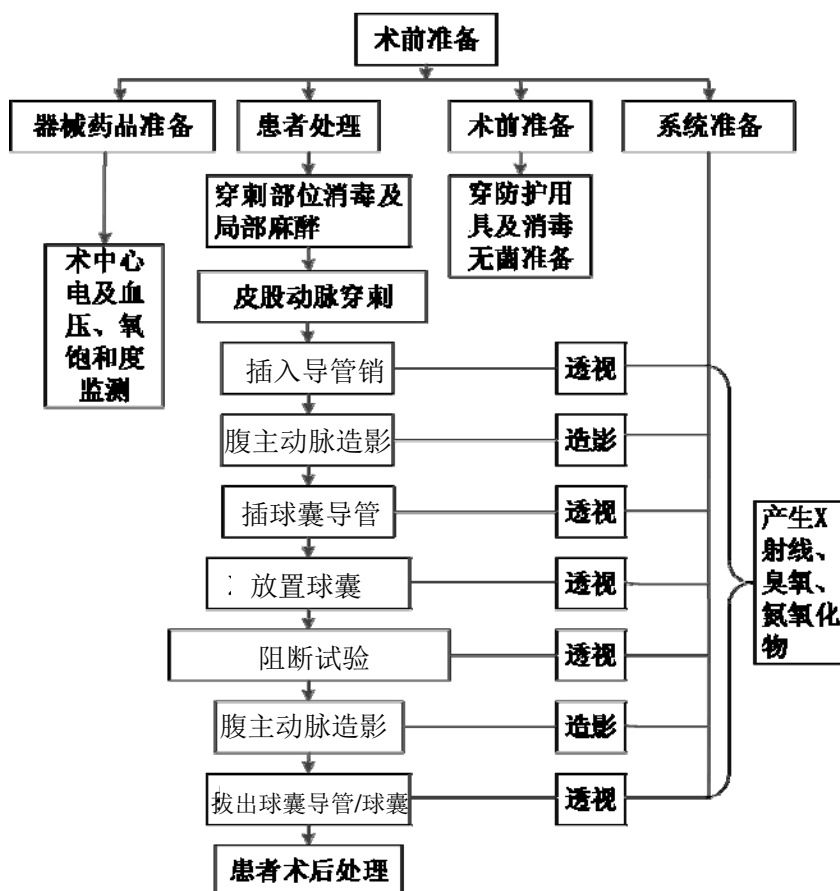 术前准备
器械药品准备
患者处理
术前准备
系统准备
穿刺部位消毒及
局部麻醉
穿防护用
具及消毒
无菌准备
术中心
电及血
压、氧
饱和度
监测
皮股动脉穿刺
插入导管销
透视
腹主动脉造影
造影
插球囊导管
透视
放置球囊
透视
阻断试验
透视
腹主动脉造影
造影
拔出球囊导管/球囊
透视
产生X
射线、
臭氧、
氮氧化
物
患者术后处理